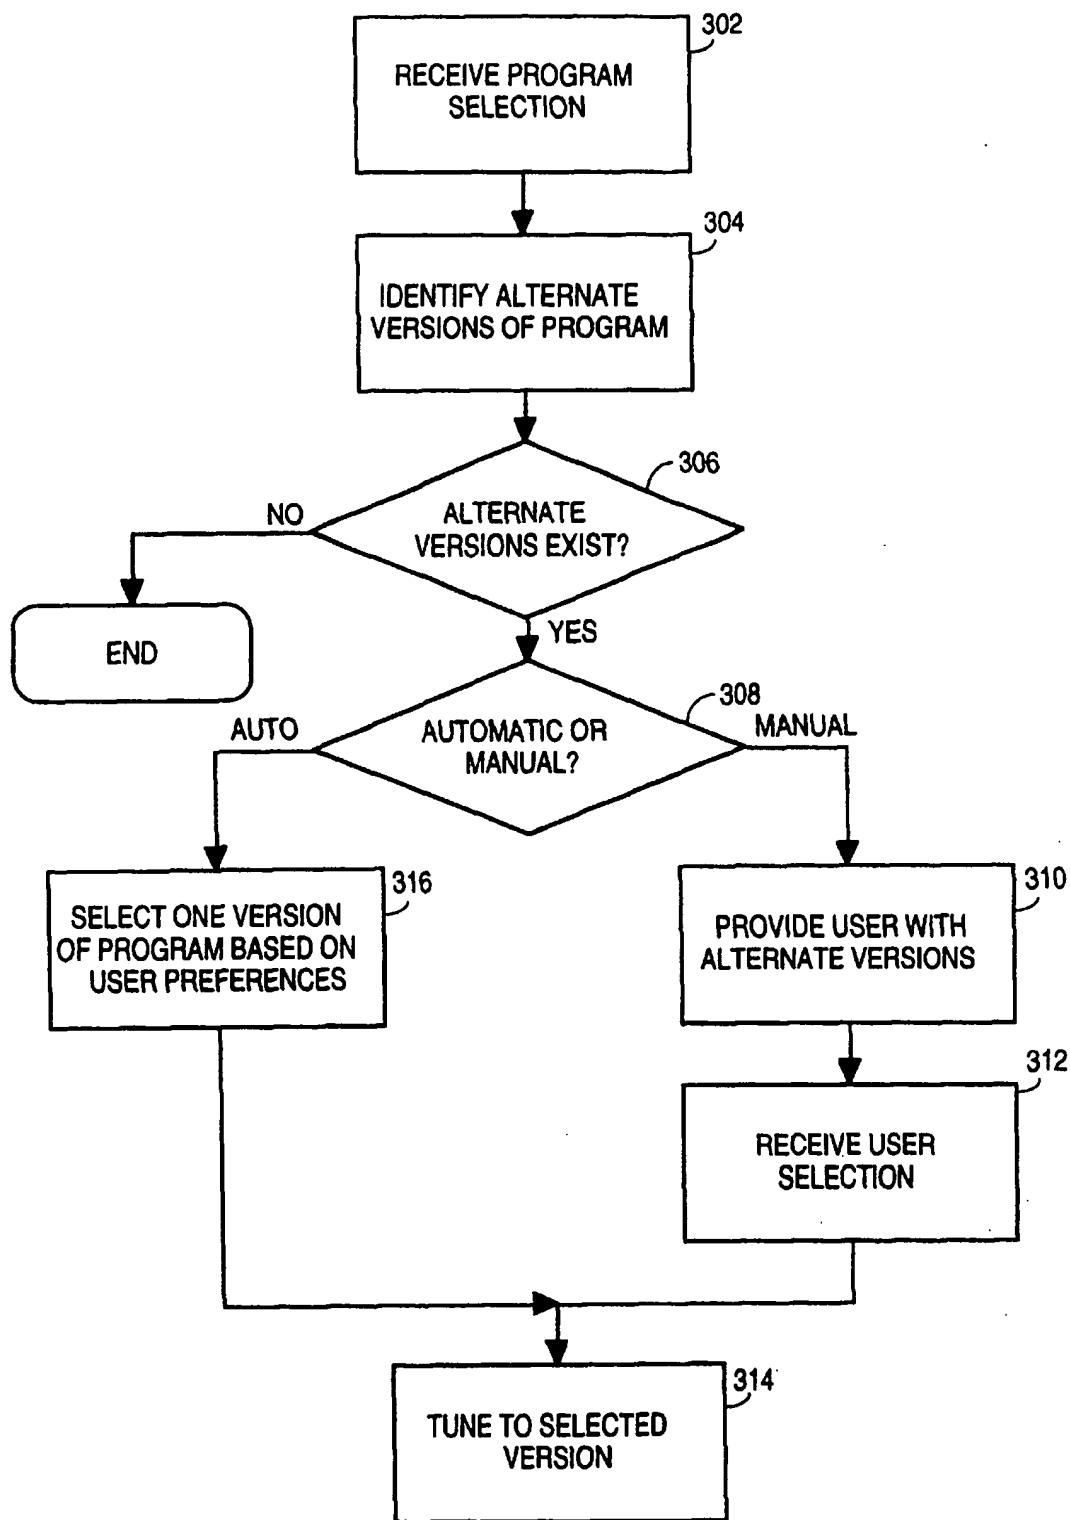 302
RECEIVE PROGRAM
SELECTION
304
IDENTIFY ALTERNATE
VERSIONS OF PROGRAM
306
ALTERNATE
VERSIONS EXIST?
NO
END
YES
308
AUTOMATIC OR
MANUAL?
AUTO
MANUAL
316
SELECT ONE VERSION
OF PROGRAM BASED ON
USER PREFERENCES
310
PROVIDE USER WITH
ALTERNATE VERSIONS
312
RECEIVE USER
SELECTION
314
TUNE TO SELECTED
VERSION